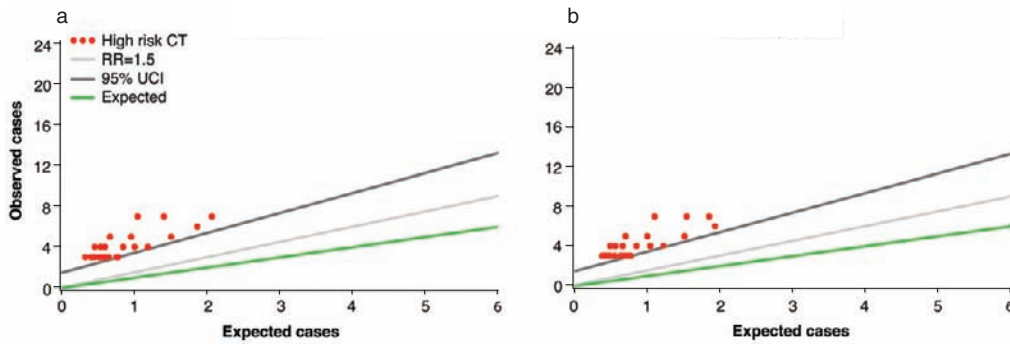 a
High risk CT
RR=1.5
95% UCI
Expected
Observed cases
24
20
16
12
8
4
0
0 1 2 3 4 5 6
Expected cases
b
24
20
16
12
8
4
0
0 1 2 3 4 5 6
Expected cases